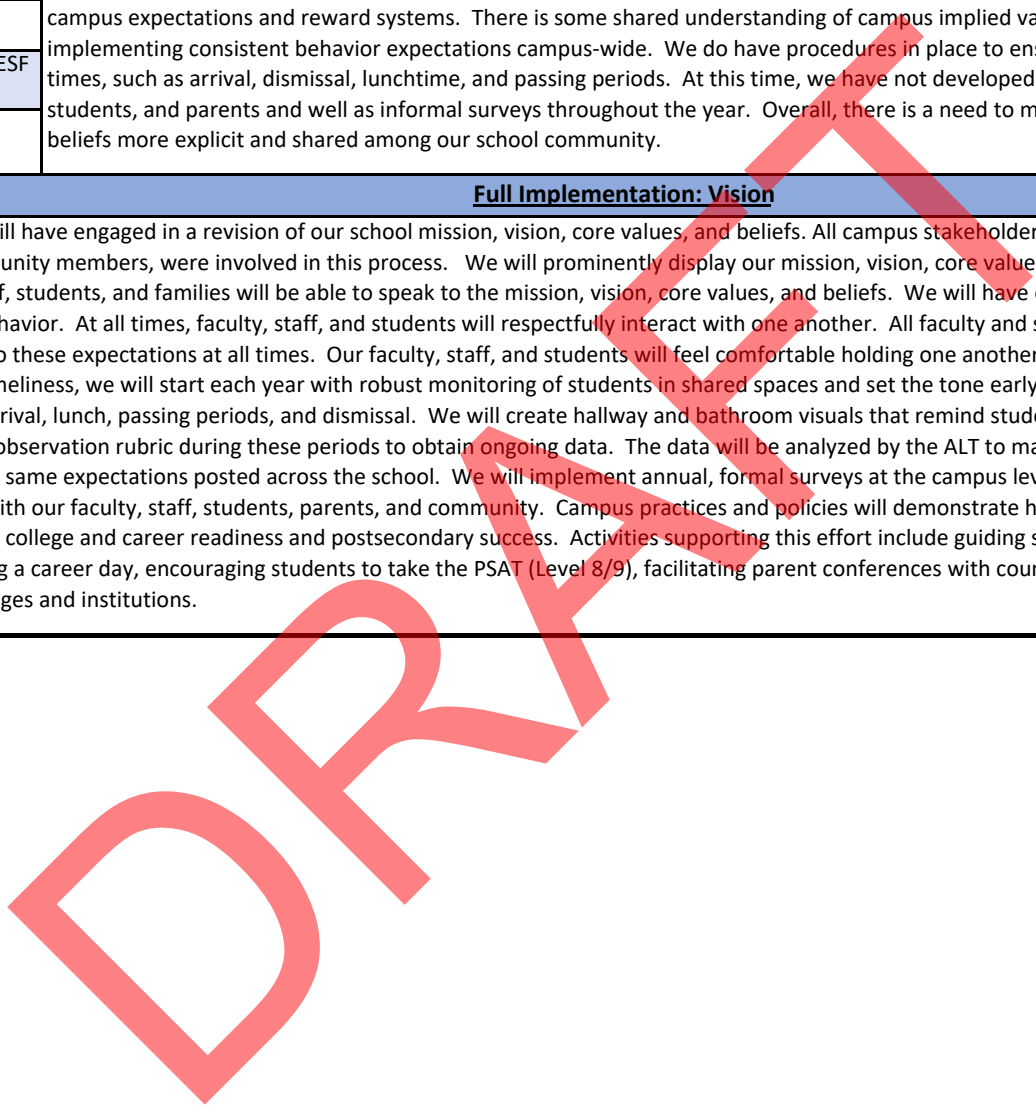 campus expectations and reward systems.  There is some shared understanding of campus implied va
implementing consistent behavior expectations campus-wide.  We do have procedures in place to ens
ESF
times, such as arrival, dismissal, lunchtime, and passing periods.  At this time, we have not developed
students, and parents and well as informal surveys throughout the year.  Overall, there is a need to m
beliefs more explicit and shared among our school community.
Full Implementation: Vision
ill have engaged in a revision of our school mission, vision, core values, and beliefs. All campus stakeholder
unity members, were involved in this process.   We will prominently display our mission, vision, core value
f, students, and families will be able to speak to the mission, vision, core values, and beliefs.  We will have
havior.  At all times, faculty, staff, and students will respectfully interact with one another.  All faculty and s
o these expectations at all times.  Our faculty, staff, and students will feel comfortable holding one another
meliness, we will start each year with robust monitoring of students in shared spaces and set the tone early
rival, lunch, passing periods, and dismissal.  We will create hallway and bathroom visuals that remind stude
observation rubric during these periods to obtain ongoing data.  The data will be analyzed by the ALT to ma
same expectations posted across the school.  We will implement annual, formal surveys at the campus lev
ith our faculty, staff, students, parents, and community.  Campus practices and policies will demonstrate h
college and career readiness and postsecondary success.  Activities supporting this effort include guiding s
g a career day, encouraging students to take the PSAT (Level 8/9), facilitating parent conferences with cour
ges and institutions.
DRAFT